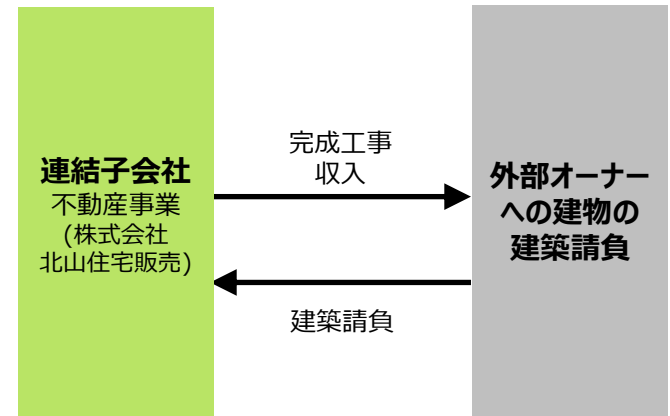 連結子会社
不動産事業
(株式会社
北山住宅販売)
完成工事
収入
建築請負
外部オーナー
への建物の
建築請負